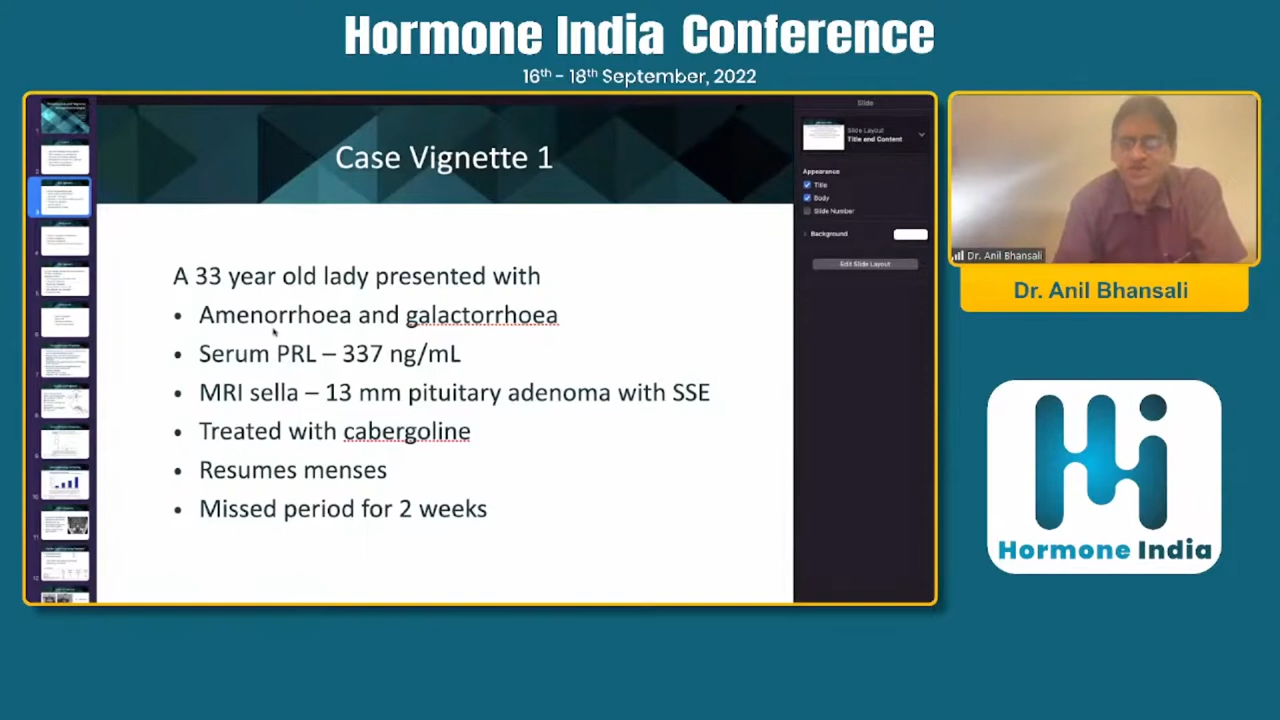 Hormone India Conference
16th - 18th September, 2022
Slide
Case Vignette 1
A 33 year old lady presented with
• Amenorrhoea and galactorrhoea
• Serum PRL – 337 ng/mL
• MRI sella – 13 mm pituitary adenoma with SSE
• Treated with cabergoline
• Resumes menses
• Missed period for 2 weeks
Slide Layout
Title and Content
Appearance
Title
Body
Slide Number
Background
Edit Slide Layout
Dr. Anil Bhansali
Dr. Anil Bhansali
Hormone India